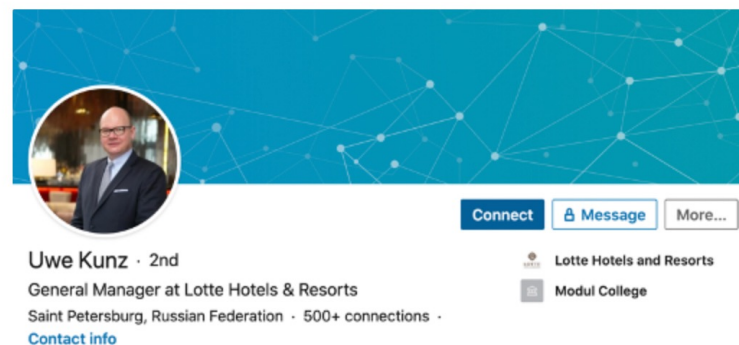 Connect
Message
More...
Uwe Kunz · 2nd
General Manager at Lotte Hotels & Resorts
Saint Petersburg, Russian Federation · 500+ connections ·
Contact info
Lotte Hotels and Resorts
Modul College